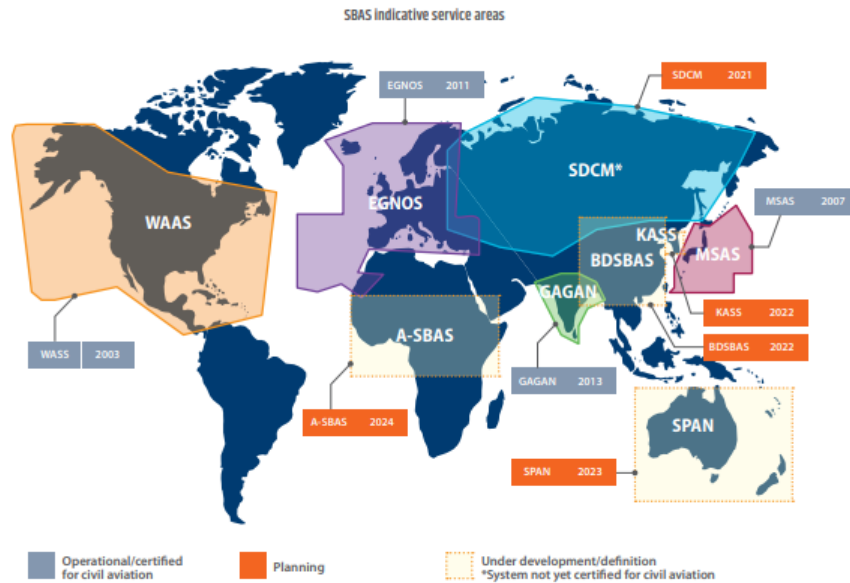 SBAS indicative service areas
EGNOS 2011
SDCM 2021
SDCM*
WAAS
EGNOS
MSAS 2007
KASS
MSAS
BDSBAS
GAGAN
KASS 2022
A-SBAS
BDSBAS 2022
WASS 2003
GAGAN 2013
A-SBAS 2024
SPAN
SPAN 2023
Operational/certified
for civil aviation
Planning
Under development/definition
*System not yet certified for civil aviation